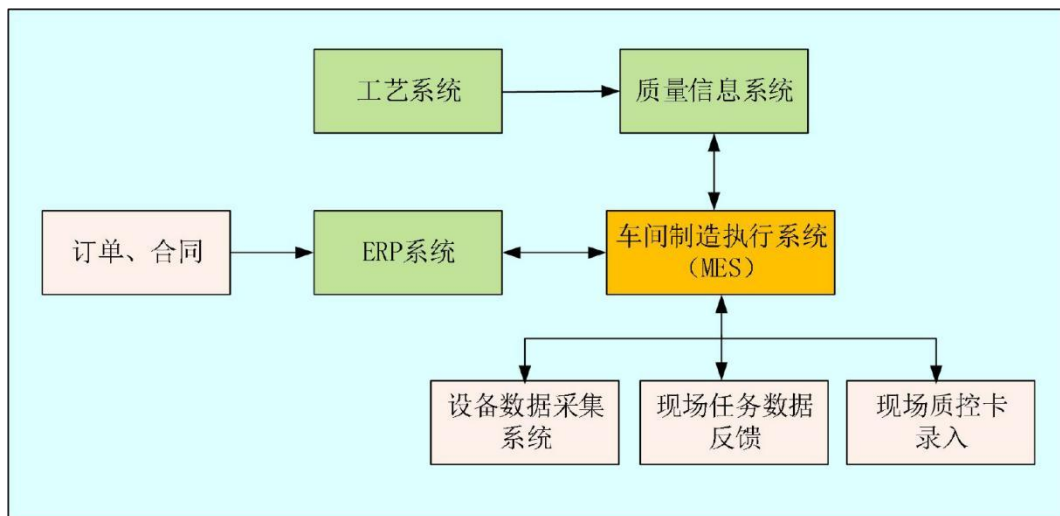 工艺系统
质量信息系统
订单、合同
ERP系统
车间制造执行系统
（MES）
设备数据采集
系统
现场任务数据
反馈
现场质控卡
录入